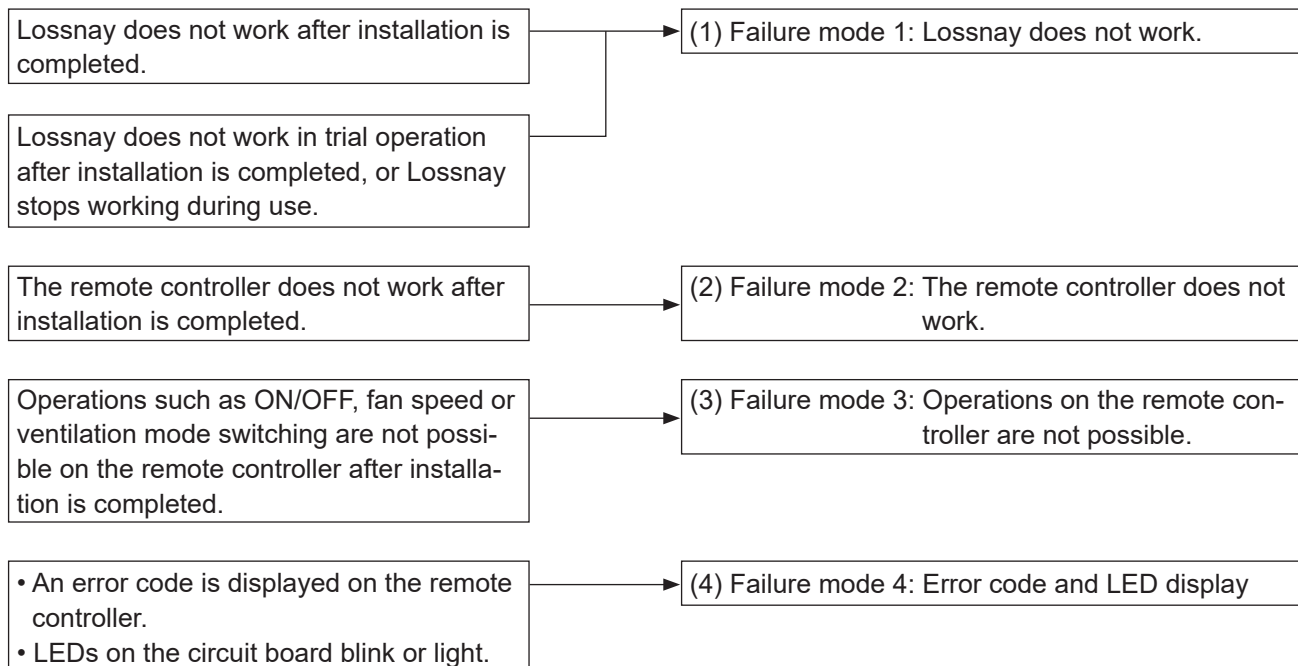 Lossnay does not work after installation is
completed.
(1) Failure mode 1: Lossnay does not work.
Lossnay does not work in trial operation
after installation is completed, or Lossnay
stops working during use.
The remote controller does not work after
installation is completed.
(2) Failure mode 2: The remote controller does not
work.
Operations such as ON/OFF, fan speed or
ventilation mode switching are not possi-
ble on the remote controller after installa-
tion is completed.
(3) Failure mode 3: Operations on the remote con-
troller are not possible.
• An error code is displayed on the remote
controller.
• LEDs on the circuit board blink or light.
(4) Failure mode 4: Error code and LED display